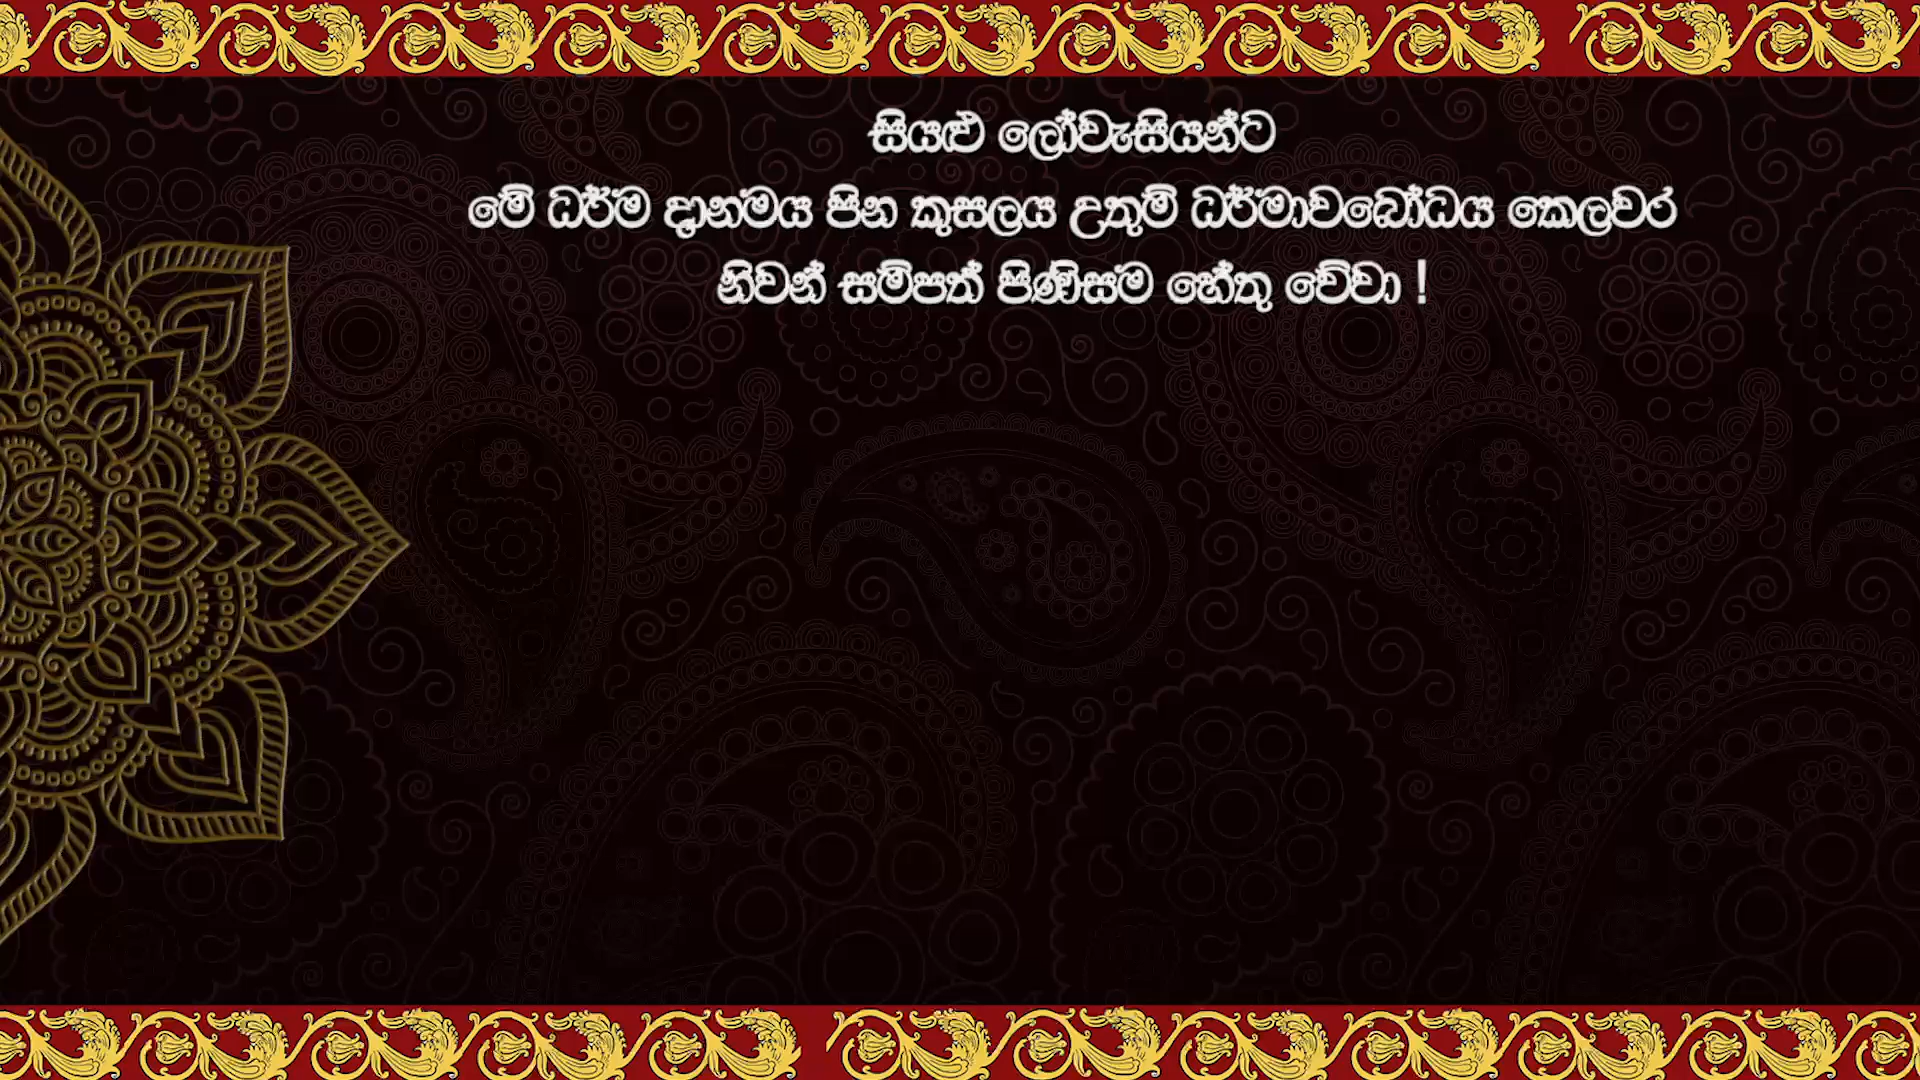 සියළු ලෝවැසියන්ට
මේ ධර්ම දානමය පින කුසලය උතුම් ධර්මාවබෝධය කෙලවර
නිවන් සම්පත් පිණිසම හේතු වේවා !